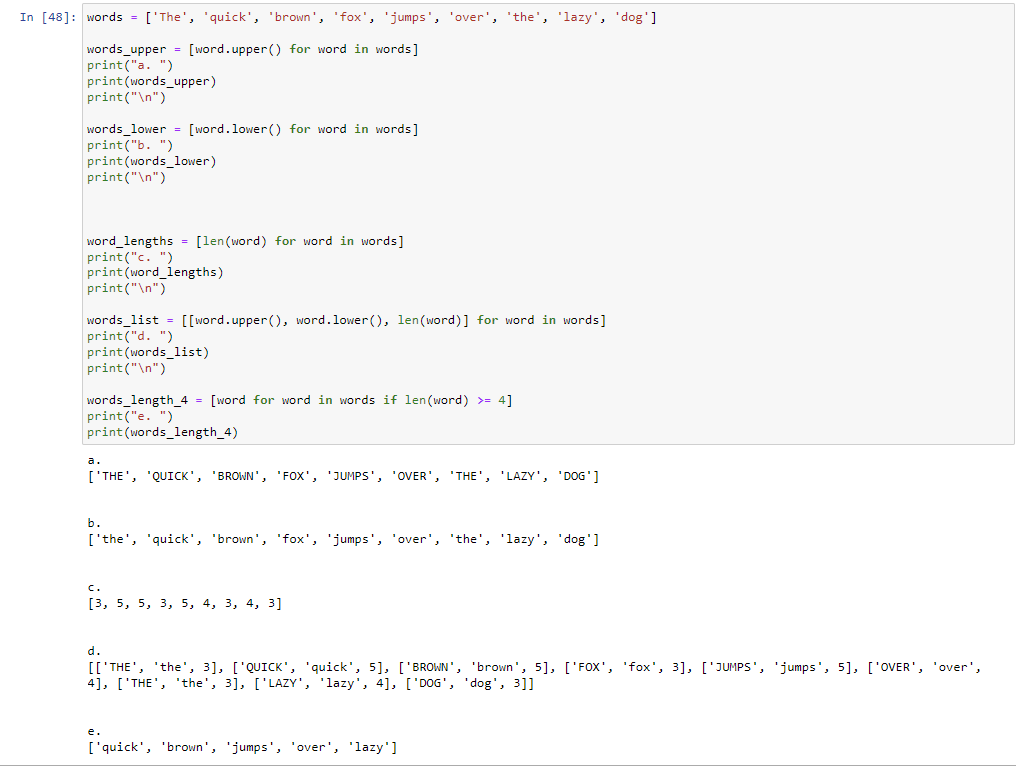 In [48]: words = ['The', 'quick', 'brown', 'fox', 'jumps', 'over', 'the', 'lazy', 'dog']
words_upper = [word.upper() for word in words]
print("a. ")
print(words_upper)
print("\n")
words_lower = [word.lower() for word in words]
print("b. ")
print(words_lower)
print("\n")
word_lengths = [len(word) for word in words]
print("c. ")
print(word_lengths)
print("\n")
words_list = [[word.upper(), word.lower(), len(word)] for word in words]
print("d. ")
print(words_list)
print("\n")
words_length_4 = [word for word in words if len(word) >= 4]
print("e. ")
print(words_length_4)
a.
['THE', 'QUICK', 'BROWN', 'FOX', 'JUMPS', 'OVER', 'THE', 'LAZY', 'DOG']
b.
['the', 'quick', 'brown', 'fox', 'jumps', 'over', 'the', 'lazy', 'dog']
c.
[3, 5, 5, 3, 5, 4, 3, 4, 3]
d.
[['THE', 'the', 3], ['QUICK', 'quick', 5], ['BROWN', 'brown', 5], ['FOX', 'fox', 3], ['JUMPS', 'jumps', 5], ['OVER', 'over',
4], ['THE', 'the', 3], ['LAZY', 'lazy', 4], ['DOG', 'dog', 3]]
e.
['quick', 'brown', 'jumps', 'over', 'lazy']